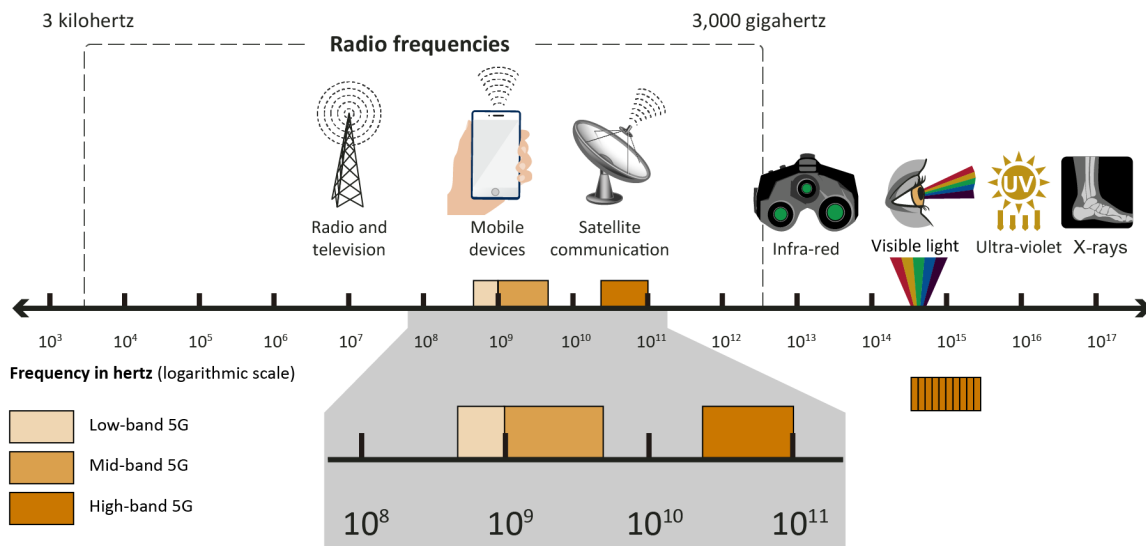 3 kilohertz
3,000 gigahertz
Radio frequencies
Radio and
television
Mobile
devices
Satellite
communication
Infra-red
Visible light
UV
Ultra-violet
X-rays
10³
10⁴
10⁵
10⁶
10⁷
10⁸
10⁹
10¹⁰
10¹¹
10¹²
10¹³
10¹⁴
10¹⁵
10¹⁶
10¹⁷
Frequency in hertz (logarithmic scale)
Low-band 5G
Mid-band 5G
High-band 5G
10⁸
10⁹
10¹⁰
10¹¹